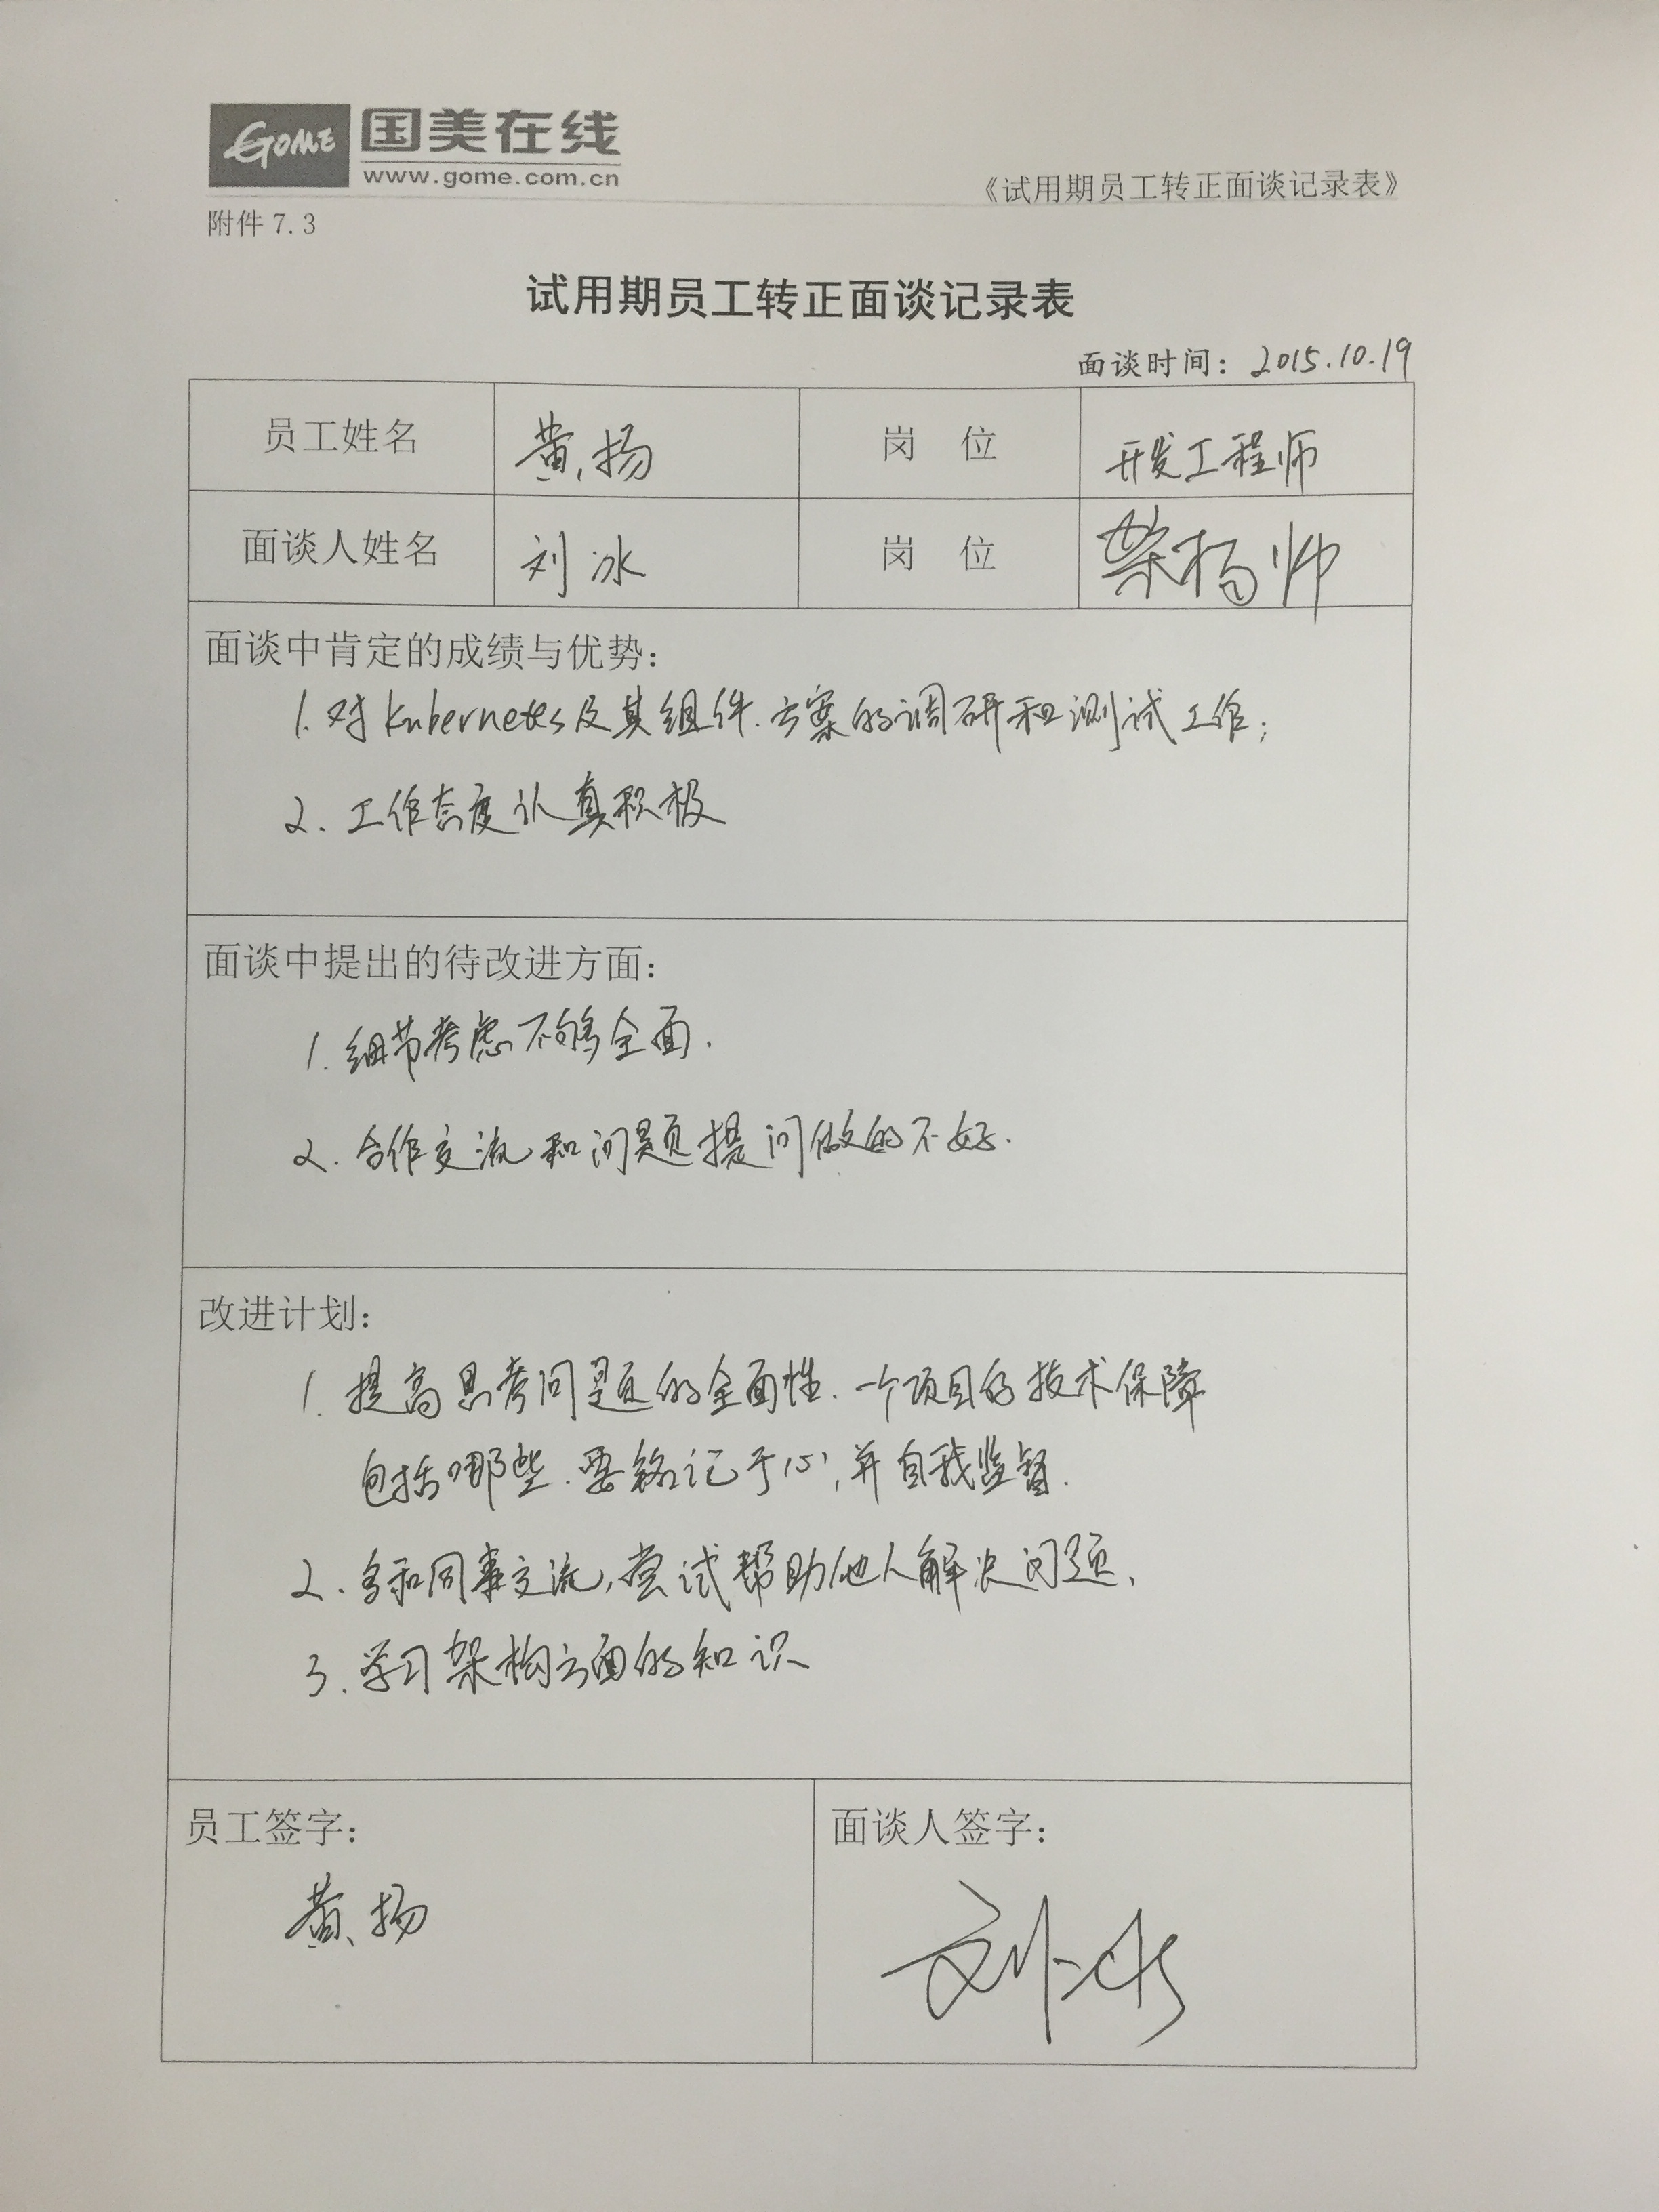 GOME 国美在线
www.gome.com.cn
《试用期员工转正面谈记录表》
附件 7.3
试用期员工转正面谈记录表
面谈时间: 2015.10.19
员工姓名 黄扬 岗 位 开发工程师
面谈人姓名 刘冰 岗 位 架构师
面谈中肯定的成绩与优势:
1. 对kubernetes及其组件、方案的调研和测试工作;
2. 工作态度认真积极
面谈中提出的待改进方面:
1. 细节考虑不够全面.
2. 合作交流和问题提问做的不好.
改进计划:
1. 提高思考问题的全面性. 一个项目的技术保障
包括哪些. 要铭记于心, 并自我监督.
2. 多和同事交流, 尝试帮助他人解决问题.
3. 学习架构方面的知识
员工签字: 面谈人签字:
黄扬 刘冰